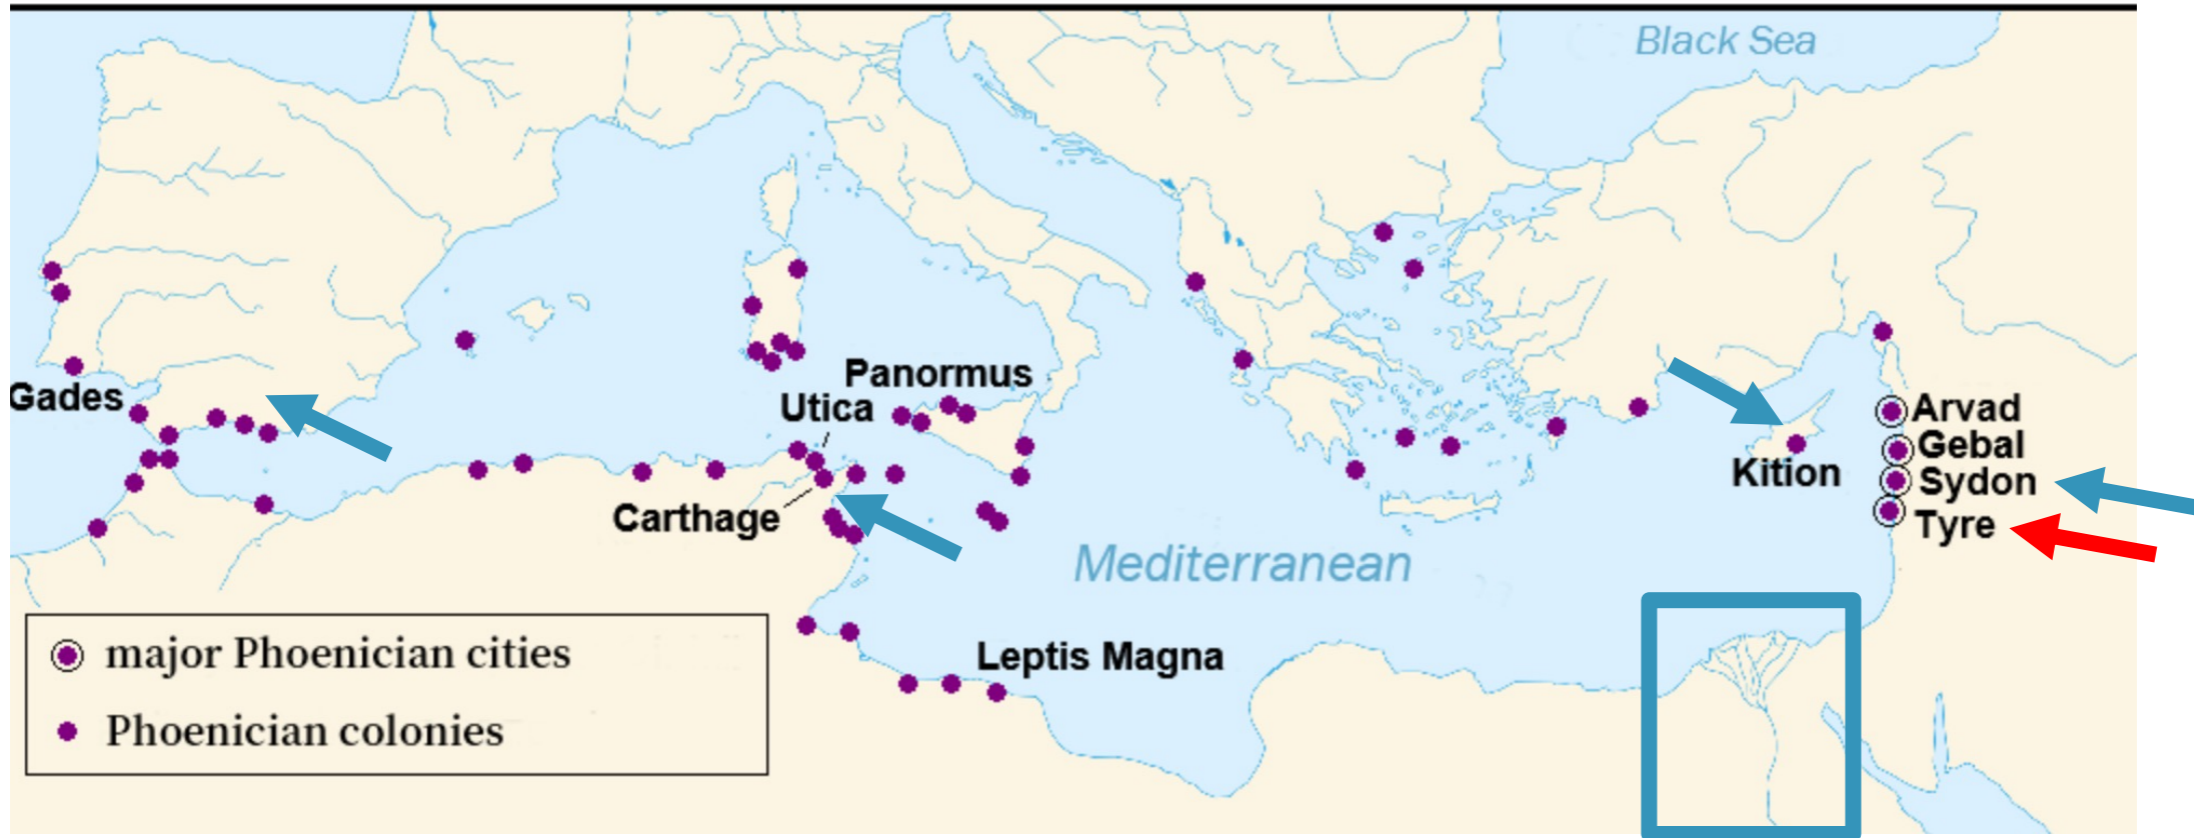 Black Sea
Panormus
Gades
Utica
Arvad
Gebal
Kition
Sydon
Carthage
Tyre
Mediterranean
Leptis Magna
major Phoenician cities
Phoenician colonies